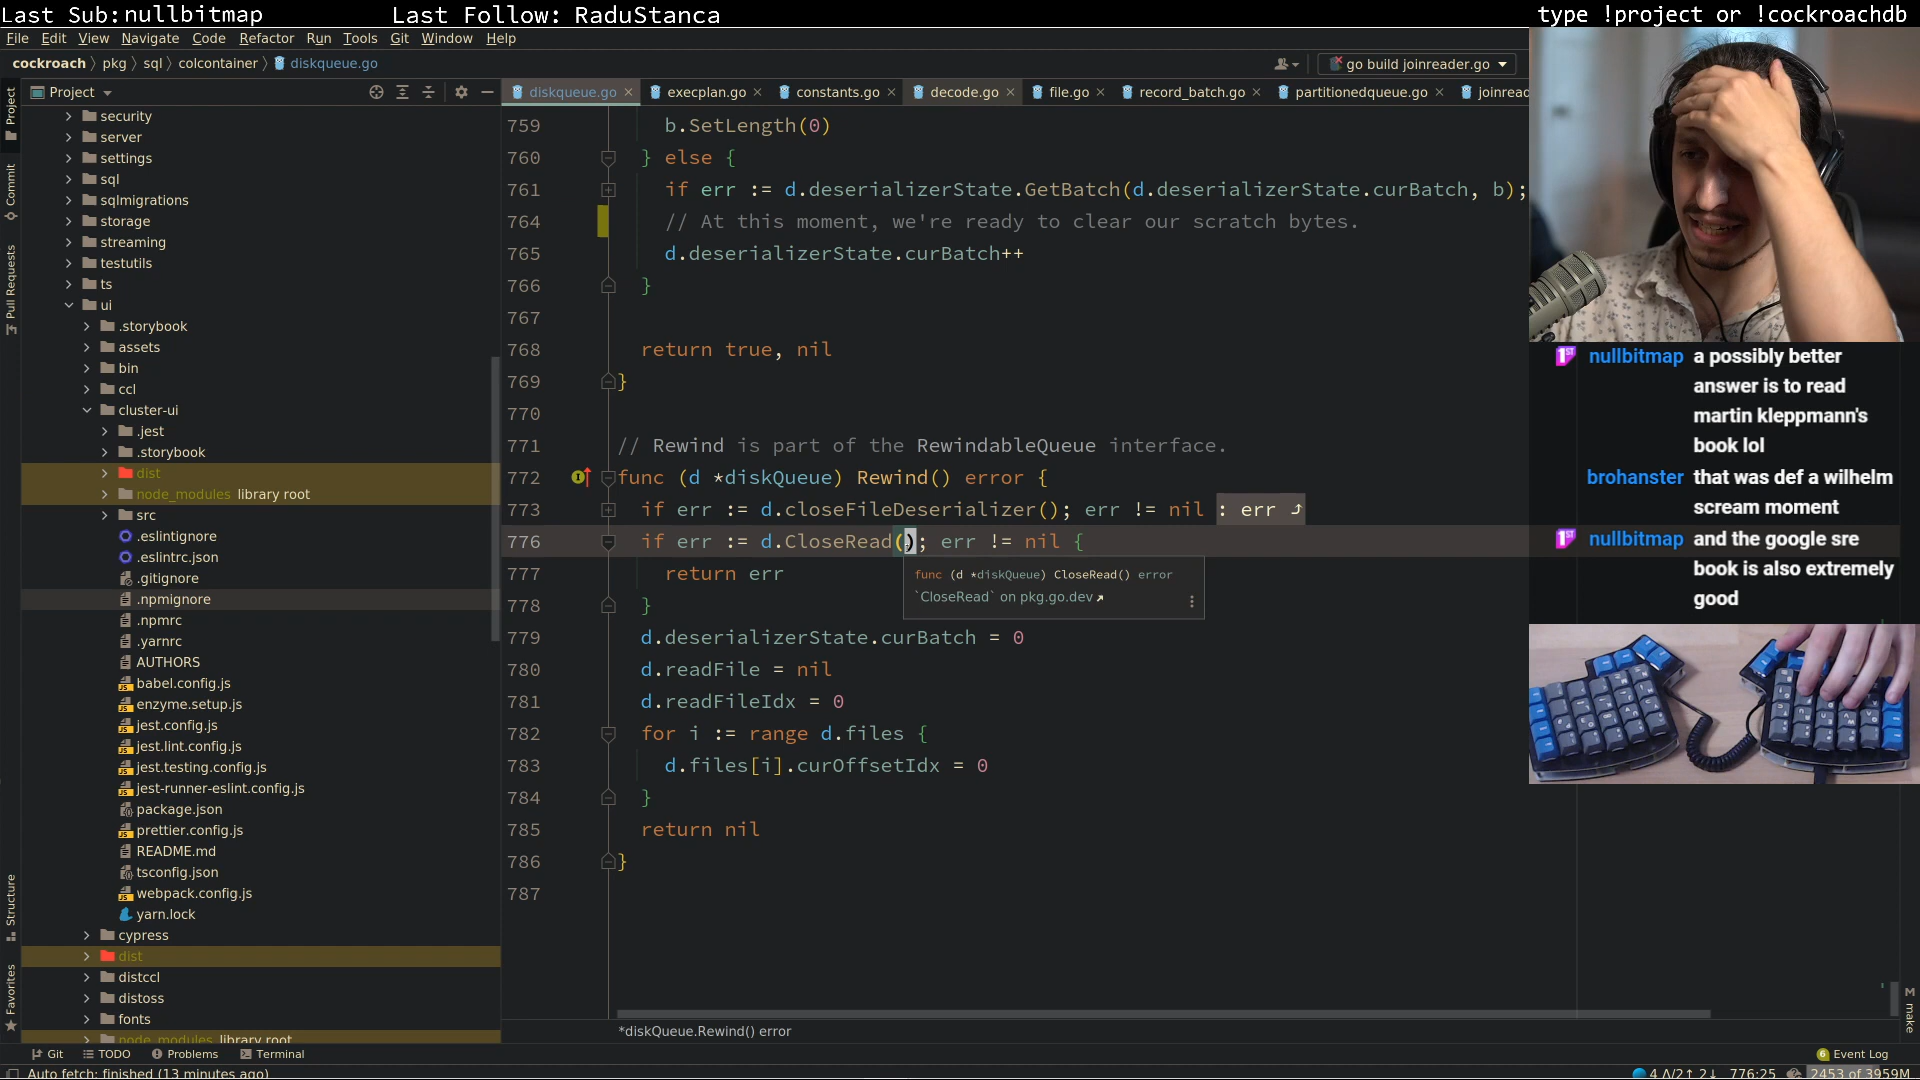 Last Sub: nullbitmap
Last Follow: RaduStanca
type !project or !cockroachdb
File Edit View Navigate Code Refactor Run Tools Git Window Help
cockroach pkg sql colcontainer diskqueue.go
go build joinreader.go
Project
diskqueue.go execplan.go constants.go decode.go file.go record_batch.go partitionedqueue.go joinread
Project
Commit
Pull Requests
Structure
Favorites
security
server
settings
sql
sqlmigrations
storage
streaming
testutils
ts
ui
.storybook
assets
bin
ccl
cluster-ui
.jest
.storybook
dist
node_modules library root
src
.eslintignore
.eslintrc.json
.gitignore
.npmignore
.npmrc
.yarnrc
AUTHORS
babel.config.js
enzyme.setup.js
jest.config.js
jest.lint.config.js
jest.testing.config.js
jest-runner-eslint.config.js
package.json
prettier.config.js
README.md
tsconfig.json
webpack.config.js
yarn.lock
cypress
dist
distccl
distoss
fonts
node_modules library root
759 b.SetLength(0)
760 } else {
761 if err := d.deserializerState.GetBatch(d.deserializerState.curBatch, b);
764 // At this moment, we're ready to clear our scratch bytes.
765 d.deserializerState.curBatch++
766 }
767
768 return true, nil
769 }
770
771 // Rewind is part of the RewindableQueue interface.
772 func (d *diskQueue) Rewind() error {
773 if err := d.closeFileDeserializer(); err != nil : err
776 if err := d.CloseRead(); err != nil {
777 return err
778 }
779 d.deserializerState.curBatch = 0
780 d.readFile = nil
781 d.readFileIdx = 0
782 for i := range d.files {
783 d.files[i].curOffsetIdx = 0
784 }
785 return nil
786 }
787
func (d *diskQueue) CloseRead() error
`CloseRead` on pkg.go.dev
*diskQueue.Rewind() error
nullbitmap a possibly better
answer is to read
martin kleppmann's
book lol
brohanster that was def a wilhelm
scream moment
nullbitmap and the google sre
book is also extremely
good
make
Git TODO Problems Terminal
6 Event Log
Auto fetch: finished (13 minutes ago)
776:25 2453 of 3959M